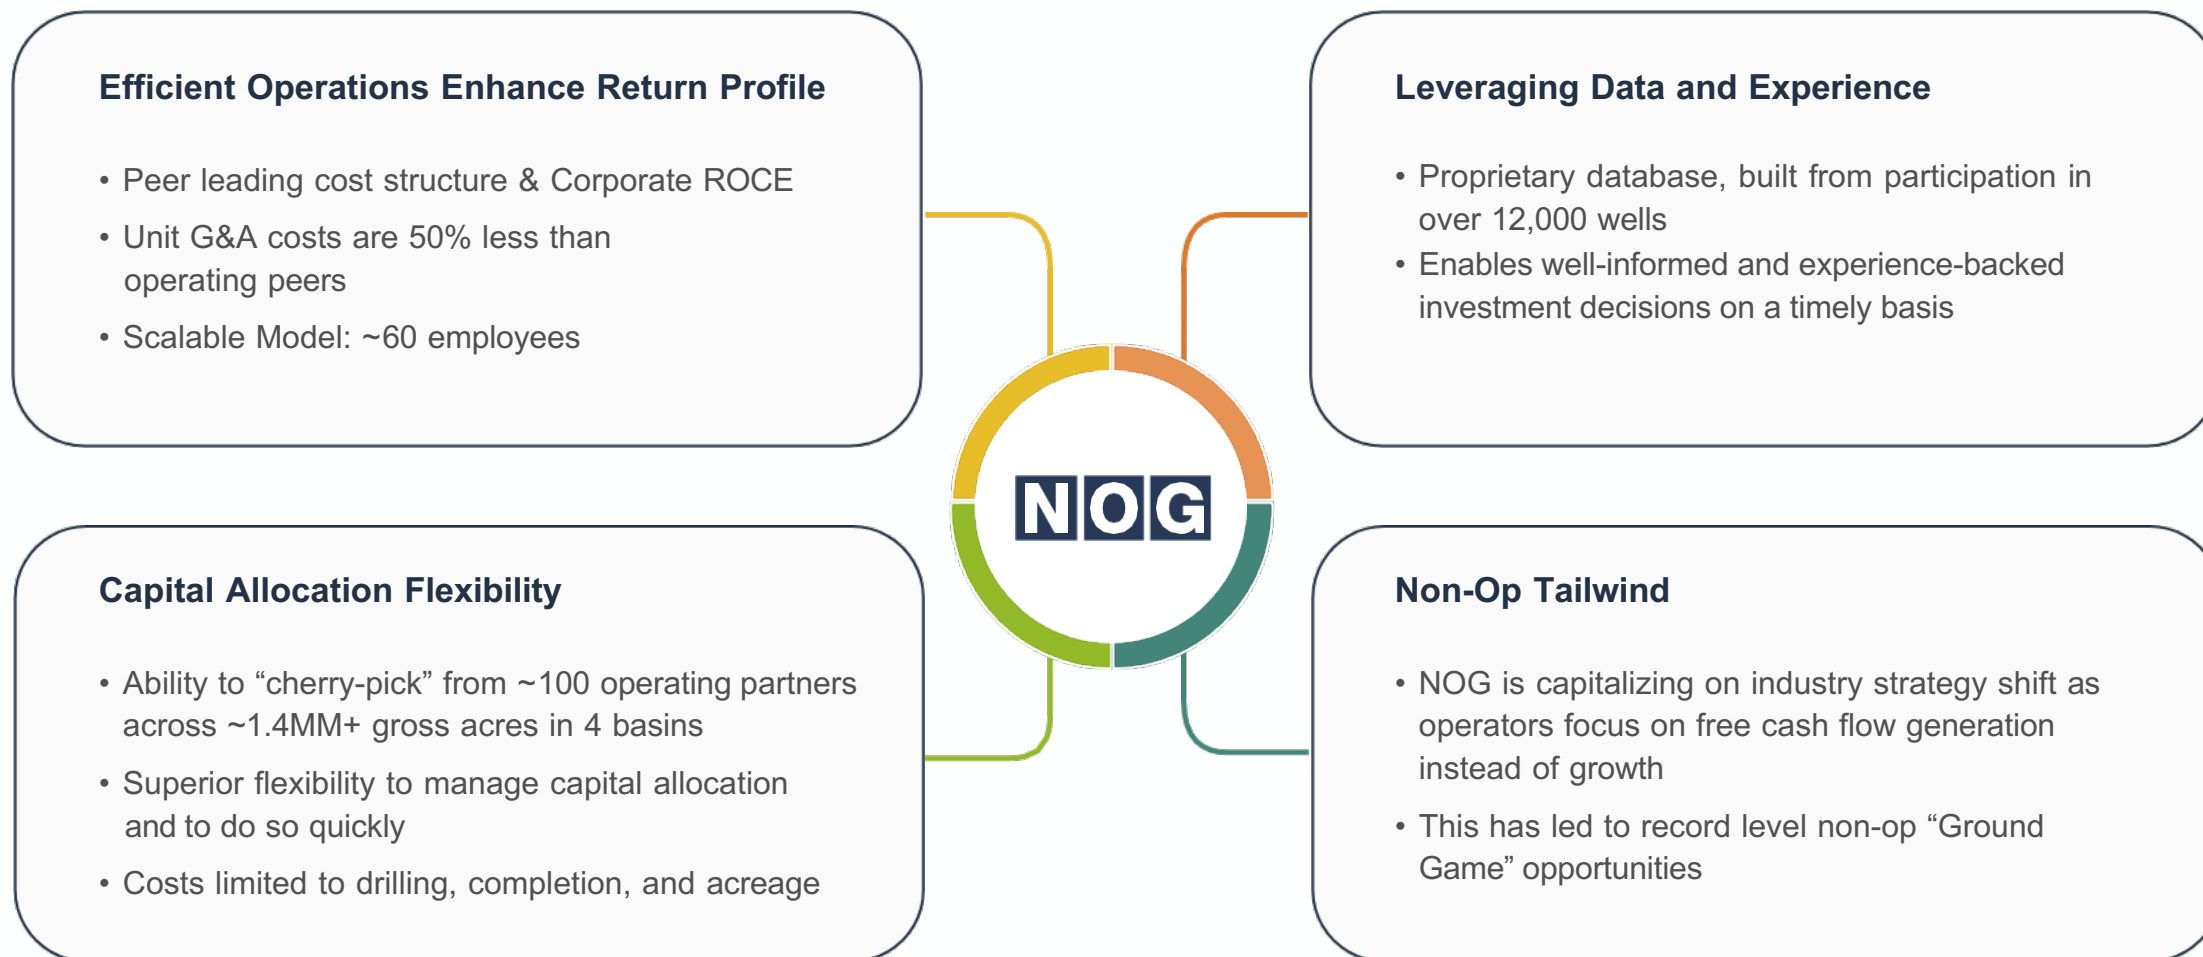 Efficient Operations Enhance Return Profile
• Peer leading cost structure & Corporate ROCE
• Unit G&A costs are 50% less than
operating peers
• Scalable Model: ~60 employees
Leveraging Data and Experience
• Proprietary database, built from participation in
over 12,000 wells
• Enables well-informed and experience-backed
investment decisions on a timely basis
NOG
Capital Allocation Flexibility
• Ability to “cherry-pick” from ~100 operating partners
across ~1.4MM+ gross acres in 4 basins
• Superior flexibility to manage capital allocation
and to do so quickly
• Costs limited to drilling, completion, and acreage
Non-Op Tailwind
• NOG is capitalizing on industry strategy shift as
operators focus on free cash flow generation
instead of growth
• This has led to record level non-op “Ground
Game” opportunities